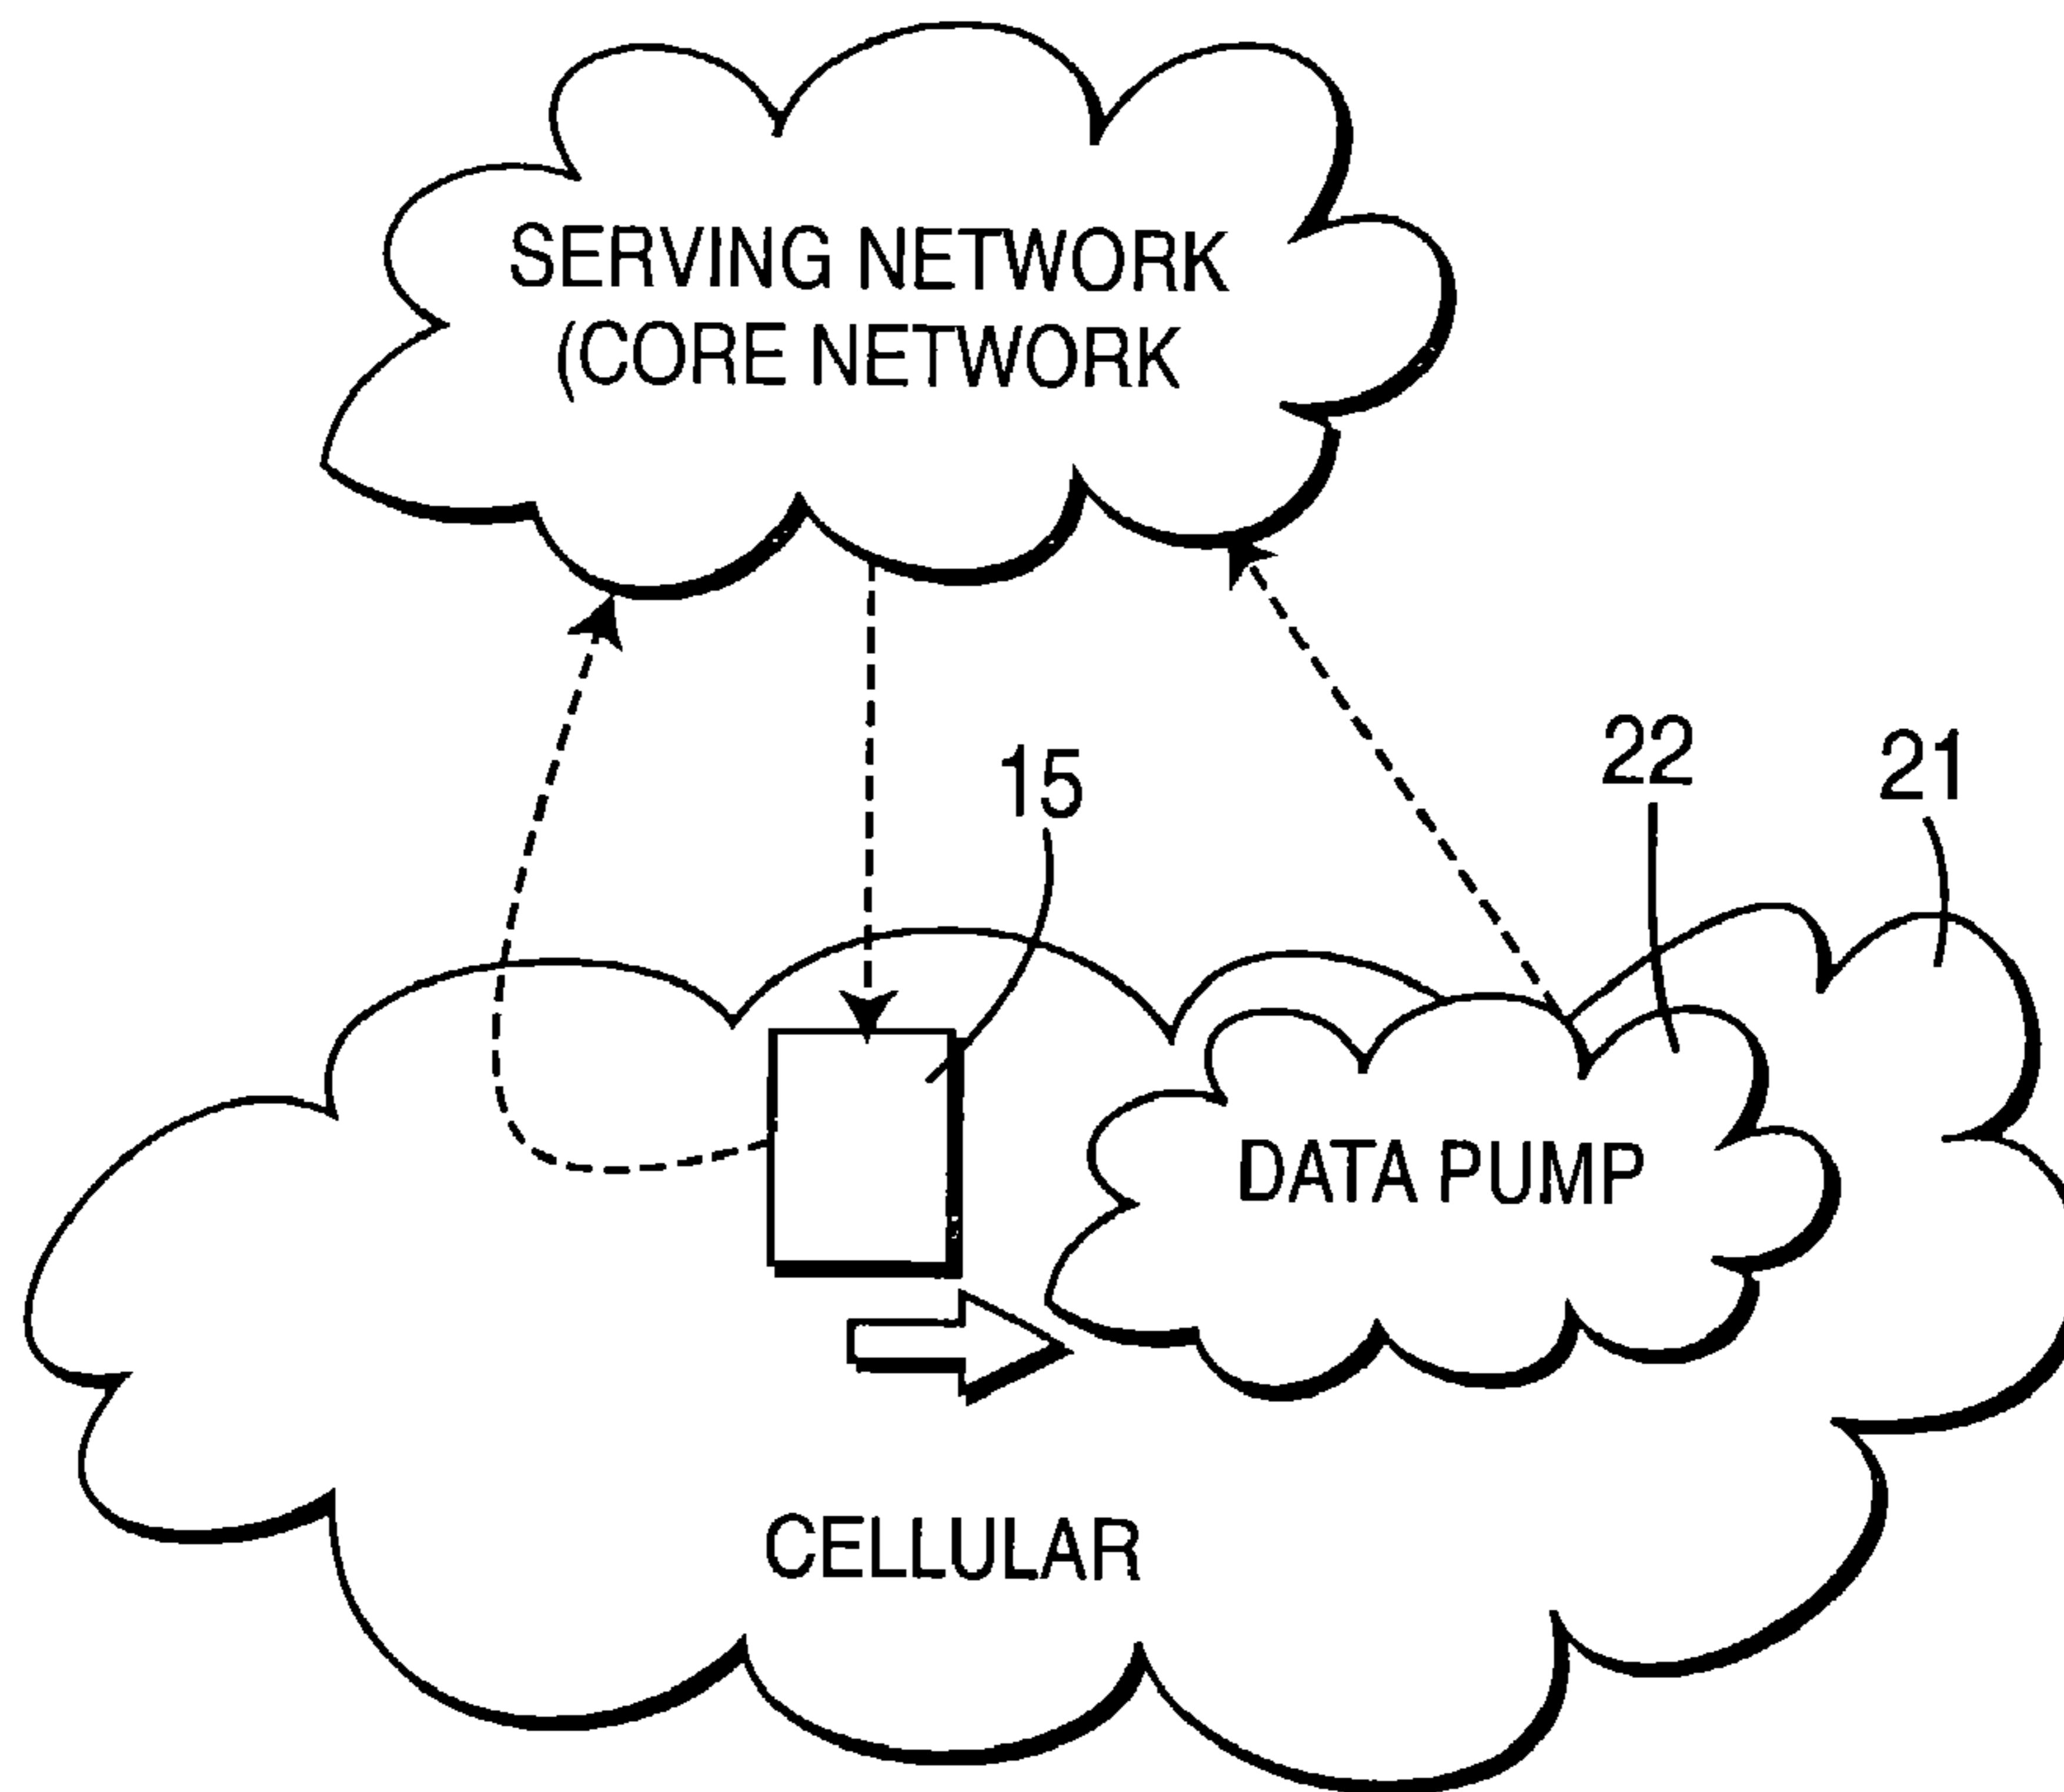 SERVING NETWORK
(CORE NETWORK
15
22
21
DATA PUMP
CELLULAR